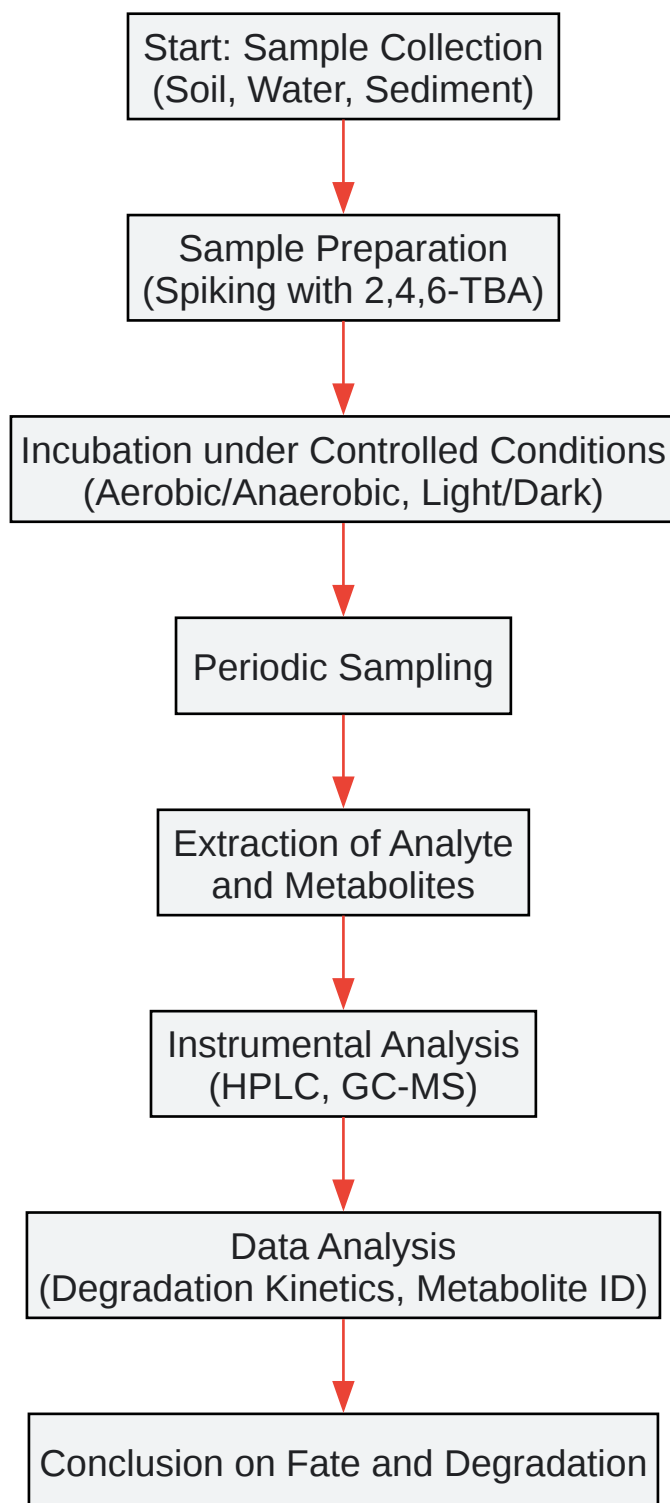 Start: Sample Collection
(Soil, Water, Sediment)
Sample Preparation
(Spiking with 2,4,6-TBA)
Incubation under Controlled Conditions
(Aerobic/Anaerobic, Light/Dark)
Periodic Sampling
Extraction of Analyte
and Metabolites
Instrumental Analysis
(HPLC, GC-MS)
Data Analysis
(Degradation Kinetics, Metabolite ID)
Conclusion on Fate and Degradation